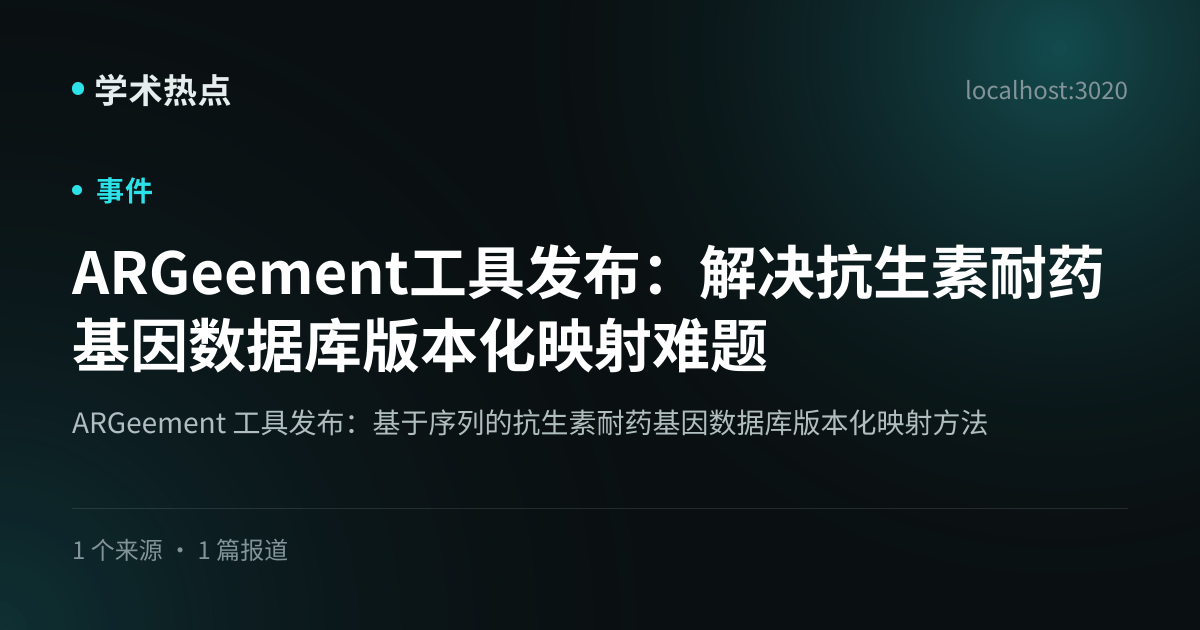 学术热点
localhost:3020
事件
ARGeement工具发布：解决抗生素耐药
基因数据库版本化映射难题
ARGeement 工具发布：基于序列的抗生素耐药基因数据库版本化映射方法
1 个来源 · 1 篇报道